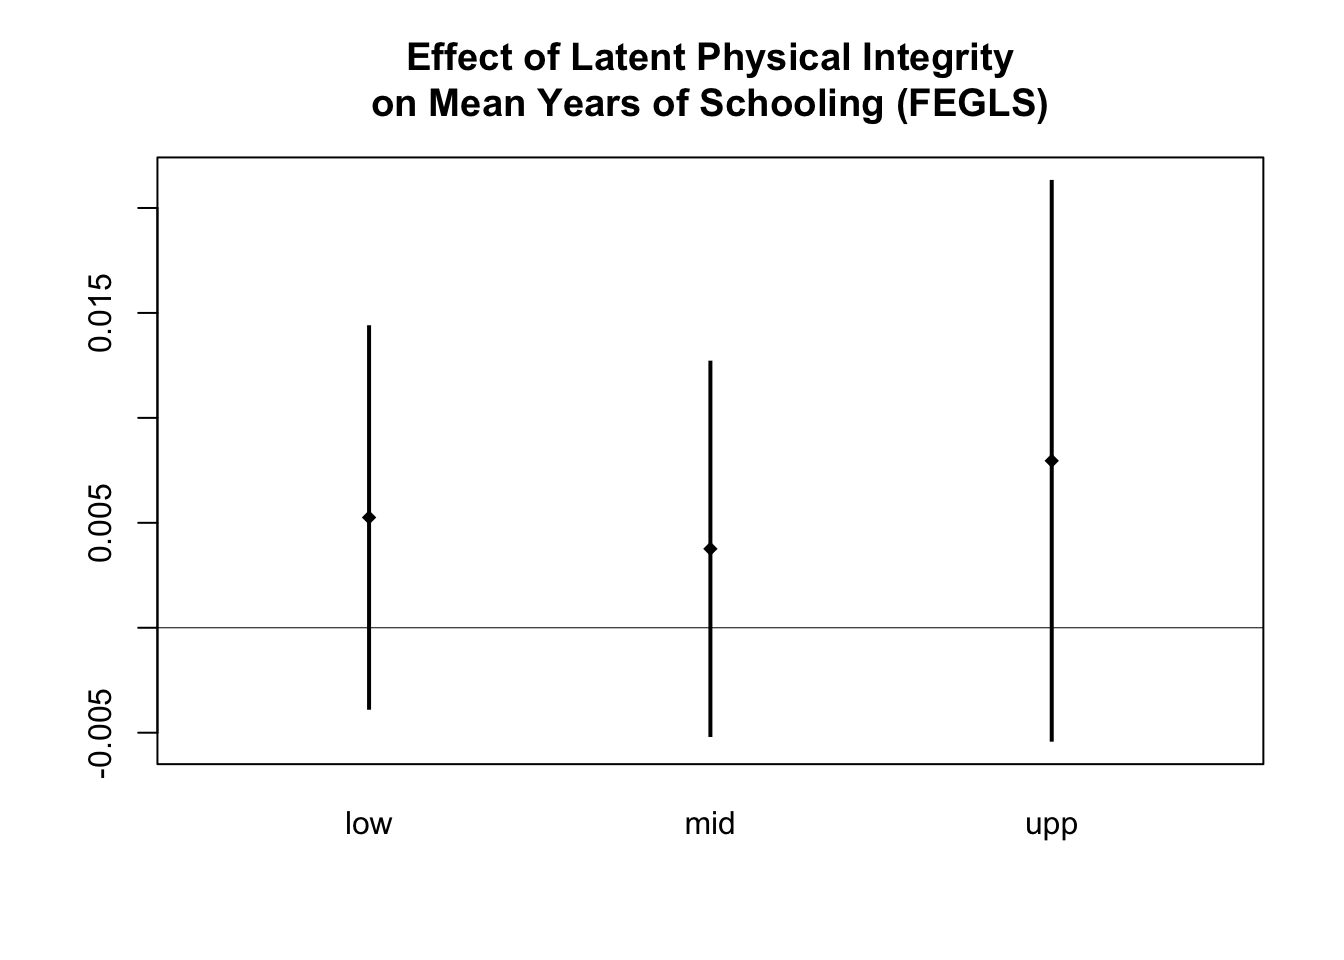 Effect of Latent Physical Integrity
on Mean Years of Schooling (FEGLS)
0.015
0.005
-0.005
low mid upp